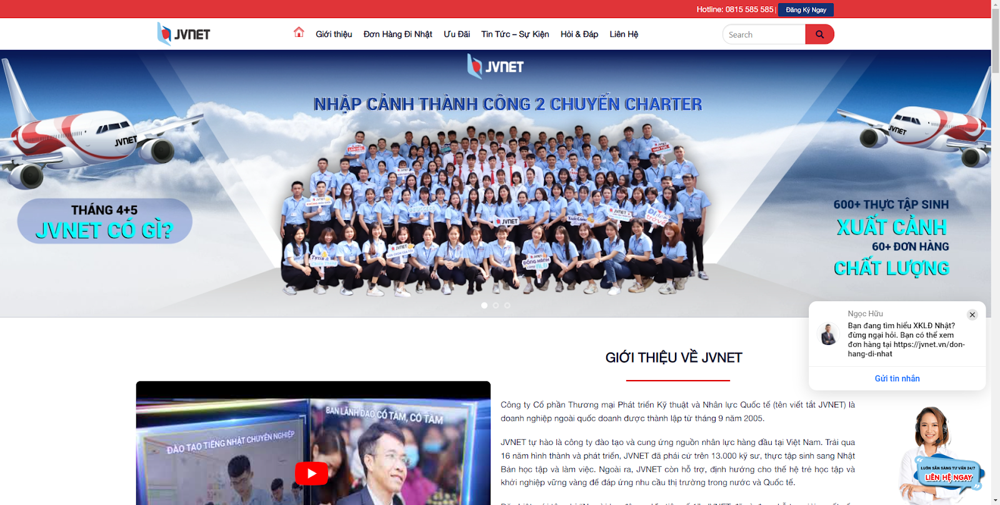 Hotline: 0815 585 585 | Đăng Ký Ngay
JVNET
Giới thiệu Đơn Hàng Đi Nhật Ưu Đãi Tin Tức – Sự Kiện Hỏi & Đáp Liên Hệ
Search
JVNET
NHẬP CẢNH THÀNH CÔNG 2 CHUYẾN CHARTER
JVNET
JVNET
THÁNG 4+5
JVNET CÓ GÌ?
600+ THỰC TẬP SINH
XUẤT CẢNH
60+ ĐƠN HÀNG
CHẤT LƯỢNG
JVNET
ĐỒNG HÀNH
Ngọc Hữu
Bạn đang tìm hiểu XKLĐ Nhật?
đừng ngại hỏi. Bạn có thể xem
đơn hàng tại https://jvnet.vn/don-
hang-di-nhat
Gửi tin nhắn
GIỚI THIỆU VỀ JVNET
BAN LÃNH ĐẠO CÓ TÂM, CÓ TẦM
ĐÀO TẠO TIẾNG NHẬT CHUYÊN NGHIỆP
Công ty Cổ phần Thương mại Phát triển Kỹ thuật và Nhân lực Quốc tế (tên viết tắt JVNET) là
doanh nghiệp ngoài quốc doanh được thành lập từ tháng 9 năm 2005.
JVNET tự hào là công ty đào tạo và cung ứng nguồn nhân lực hàng đầu tại Việt Nam. Trải qua
16 năm hình thành và phát triển, JVNET đã phái cử trên 13.000 kỹ sư, thực tập sinh sang Nhật
Bản học tập và làm việc. Ngoài ra, JVNET còn hỗ trợ, định hướng cho thế hệ trẻ học tập và
khởi nghiệp vững vàng để đáp ứng nhu cầu thị trường trong nước và Quốc tế.
LUÔN SẴN SÀNG TƯ VẤN 24/7
LIÊN HỆ NGAY